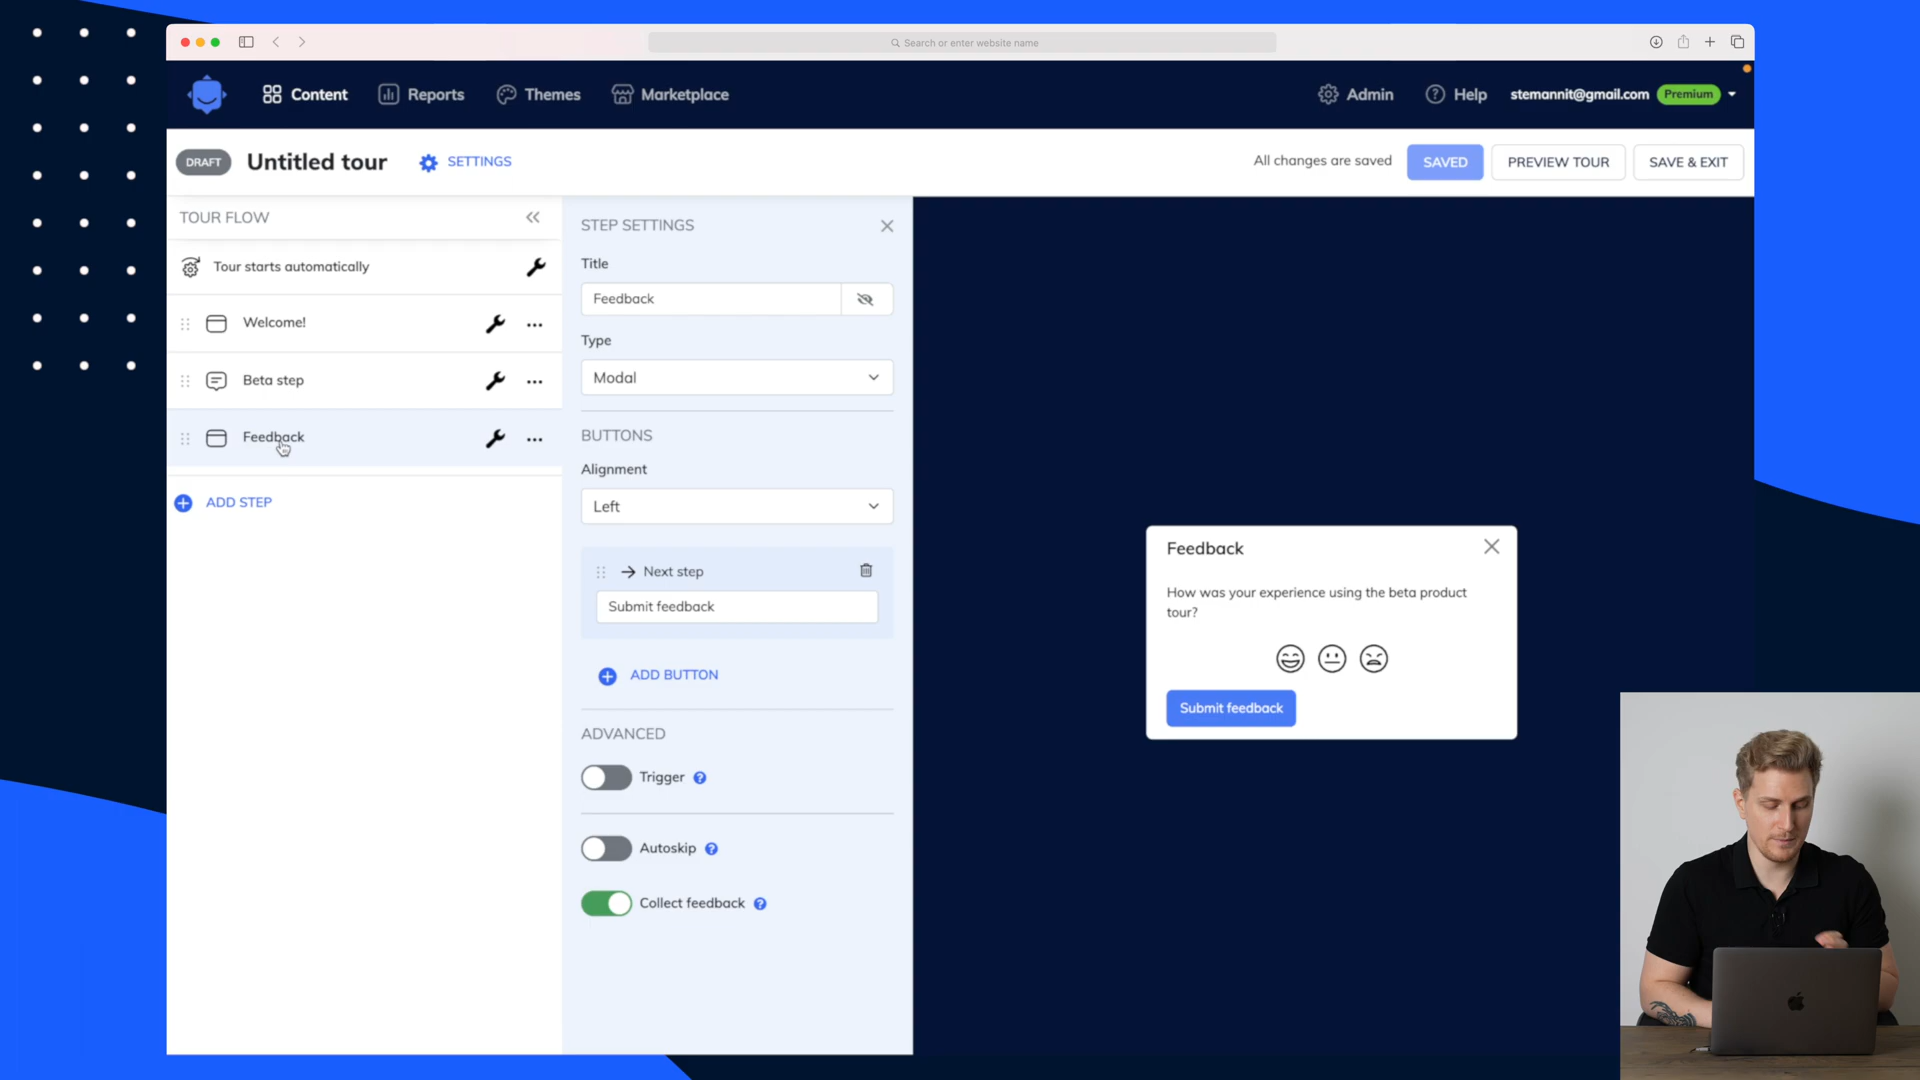 Search or enter website name
Content
Reports
Themes
Marketplace
Admin
Help
stemannit@gmail.com
Premium
DRAFT
Untitled tour
SETTINGS
All changes are saved
SAVED
PREVIEW TOUR
SAVE & EXIT
TOUR FLOW
Tour starts automatically
Welcome!
Beta step
Feedback
ADD STEP
STEP SETTINGS
Title
Feedback
Type
Modal
BUTTONS
Alignment
Left
Next step
Submit feedback
ADD BUTTON
ADVANCED
Trigger ?
Autoskip ?
Collect feedback ?
Feedback
How was your experience using the beta product
tour?
Submit feedback